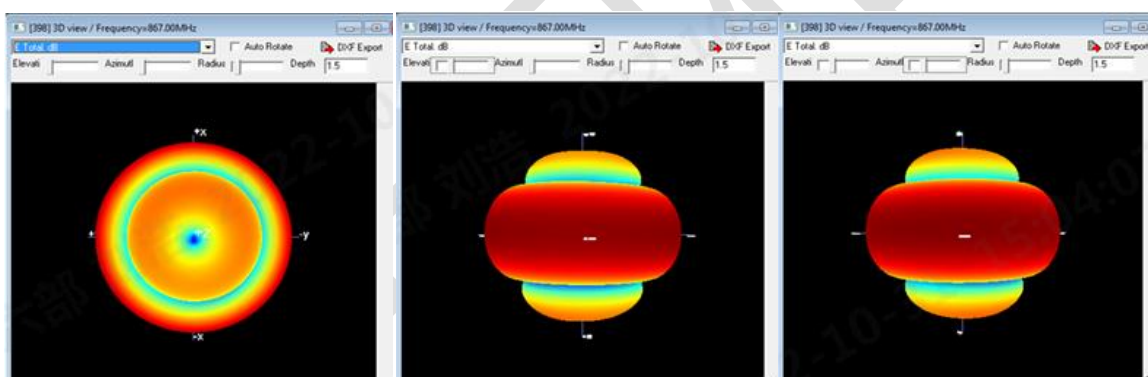 [398] 3D view / Frequency=867.00MHz
E Total. dB
Auto Rotate
DXF Export
Elevati
Azimutl
Radius
Depth
1.5
+X
-y
-X
[398] 3D view / Frequency=867.00MHz
E Total. dB
Auto Rotate
DXF Export
Elevati
Azimutl
Radius
Depth
1.5
[398] 3D view / Frequency=867.00MHz
E Total. dB
Auto Rotate
DXF Export
Elevati
Azimutl
Radius
Depth
1.5